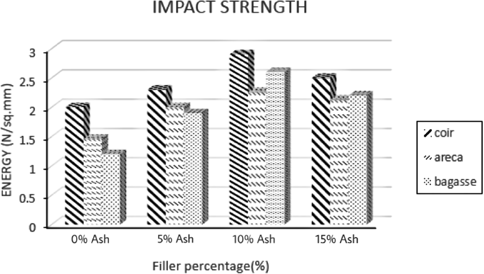 IMPACT STRENGTH
ENERGY (N/sq.mm)
3
2.5
2
1.5
1
0.5
0
0% Ash 5% Ash 10% Ash 15% Ash
Filler percentage(%)
coir
areca
bagasse